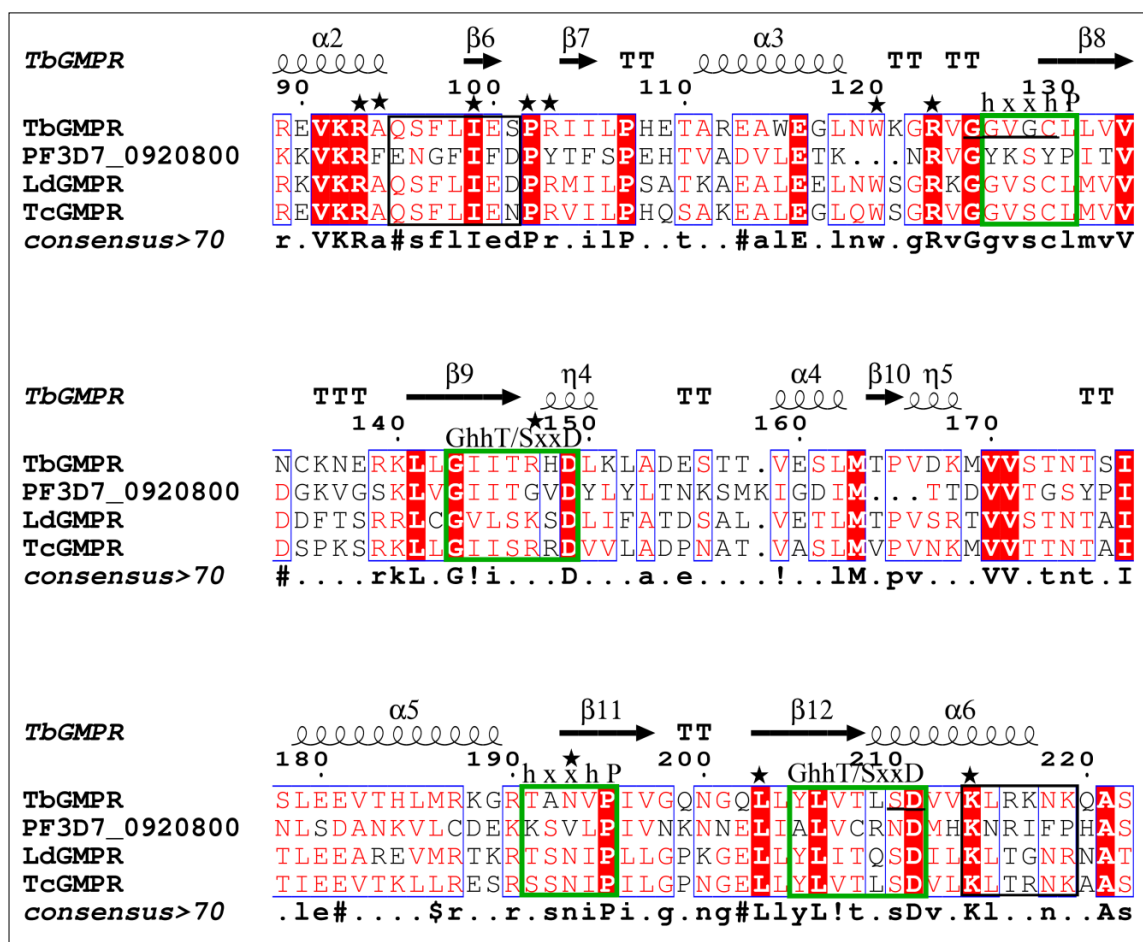 α2 β6 β7 α3 β8
TbGMPR TT TT TT
90 100 110 120 130
★ ★ ★ ★ ★ ★ ★ h x x h P
TbGMPR REVKRAQSFLIESPRIILPHETAREAWEGLNWKGRVGGVGCLLVV
PF3D7_0920800 KKVKRFENGFIFDPYTFSPEHTVADVLETK...NRVGYKSYPITV
LdGMPR RKVKRAQSFLIEDPRMILPSATKAEALEELNWSGRKGGVSCLMVV
TcGMPR REVKRAQSFLIENPRVILPHQSAKEALEGLQWSGRVGGVSCLMVV
consensus>70 r.VKRa#sflIedPr.ilP..t..#alE.lnw.gRvGgvsclmvV
β9 η4 α4 β10 η5
TbGMPR TTT TT TT
140 ★ 150 160 170
GhhT/SxxD
TbGMPR NCKNERKLLGIITRHDLKLADESTT.VESLMTPVDKMVVSTNTSI
PF3D7_0920800 DGKVGSKLVGIITGVDYLYLTNKSMKIGDIM...TTDVVTGSYPI
LdGMPR DDFTSRRLCGVLSKSDLIFATDSAL.VETLMTPVSRTVVSTNTAI
TcGMPR DSPKSRKLLGIISRRDVVLADPNAT.VASLMVPVNKMVVTTNTAI
consensus>70 #....rkL.G!i...D...a.e....!..lM.pv...VV.tnt.I
α5 β11 β12 α6
TbGMPR TT
180 190 200 210 220
h x x h P ★ ★ GhhT/SxxD ★
TbGMPR SLEEVTHLMRKGRTANVPIVGQNGQLLYLVTLSDVVKLRKNKQAS
PF3D7_0920800 NLSDANKVLCDEKKSVLPIVNKNNELIALVCRNDMHKNRIFPHAS
LdGMPR TLEEAREVMRTKRTSNIPLLGPKGELLYLITQSDILKLTGNRNAT
TcGMPR TIEEVTKLLRESRSSNIPILGPNGELLYLVTLSDVLKLTRNKAAS
consensus>70 .le#....$r..r.sniPi.g.ng#LlyL!t.sDv.Kl..n..As